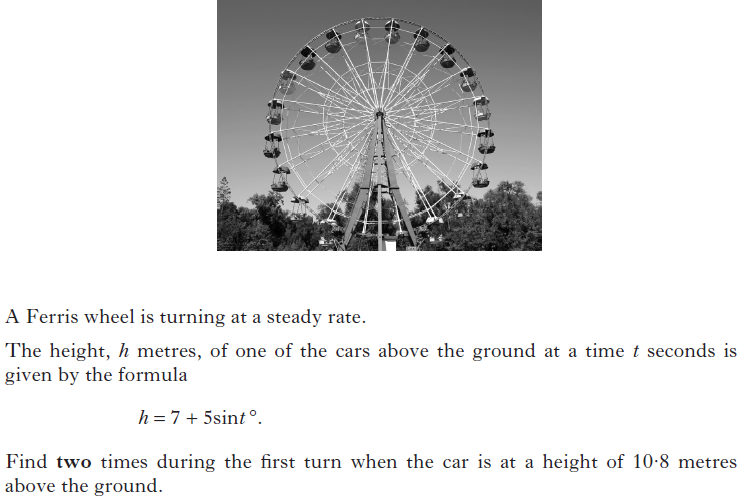 A Ferris wheel is turning at a steady rate.
The height, h metres, of one of the cars above the ground at a time t seconds is
given by the formula
h = 7 + 5sin t°.
Find two times during the first turn when the car is at a height of 10·8 metres
above the ground.